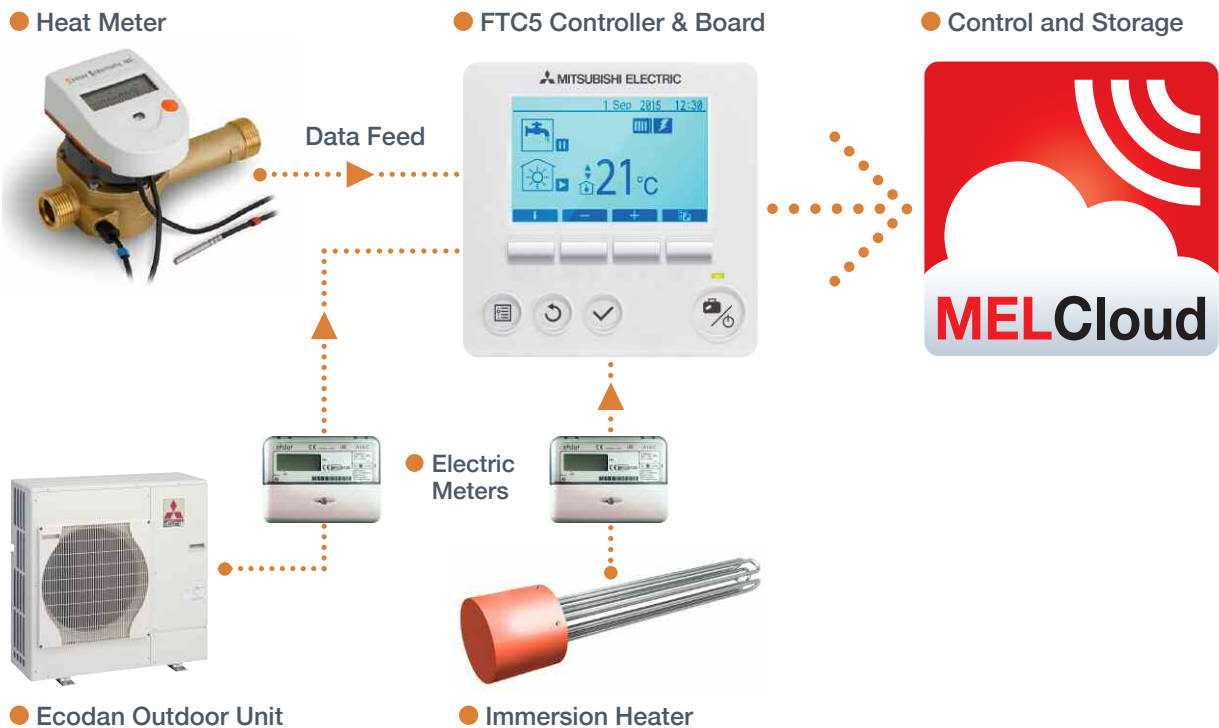 Heat Meter
FTC5 Controller & Board
Control and Storage
MITSUBISHI ELECTRIC
1 Sep 2015 12:30
Data Feed
21°C
i − +
MELCloud
Electric
Meters
Ecodan Outdoor Unit
Immersion Heater